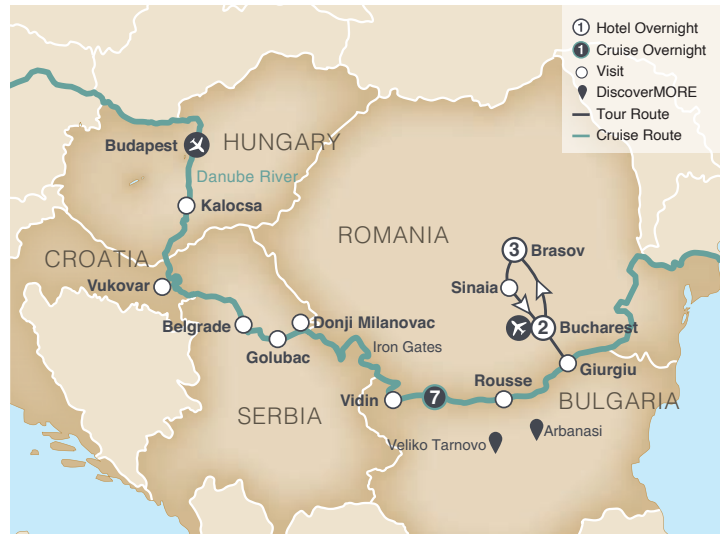 1 Hotel Overnight
1 Cruise Overnight
Visit
DiscoverMORE
Tour Route
Cruise Route
Budapest
HUNGARY
Danube River
Kalocsa
ROMANIA
3 Brasov
CROATIA
Sinaia
Vukovar
Belgrade
Donji Milanovac
2 Bucharest
Golubac
Iron Gates
Giurgiu
Rousse
Vidin
7
BULGARIA
SERBIA
Arbanasi
Veliko Tarnovo